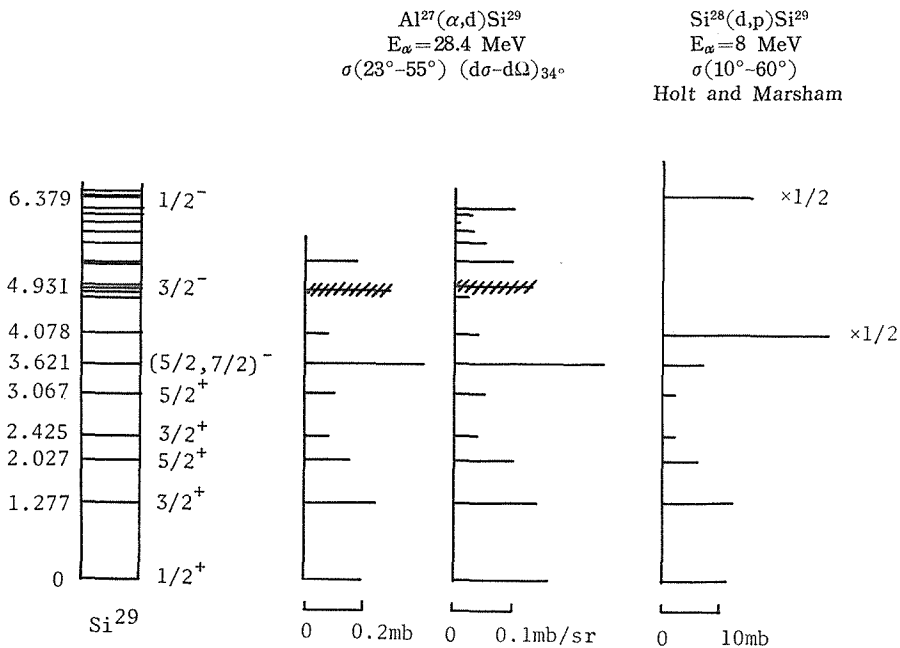 Al²⁷(α,d)Si²⁹
E_α=28.4 MeV
σ(23°-55°) (dσ-dΩ)₃₄°
Si²⁸(d,p)Si²⁹
E_α=8 MeV
σ(10°-60°)
Holt and Marsham
6.379 1/2⁻ ×1/2
4.931 3/2⁻
4.078 ×1/2
3.621 (5/2,7/2)⁻
3.067 5/2⁺
2.425 3/2⁺
2.027 5/2⁺
1.277 3/2⁺
0 1/2⁺
Si²⁹
0 0.2mb 0 0.1mb/sr 0 10mb